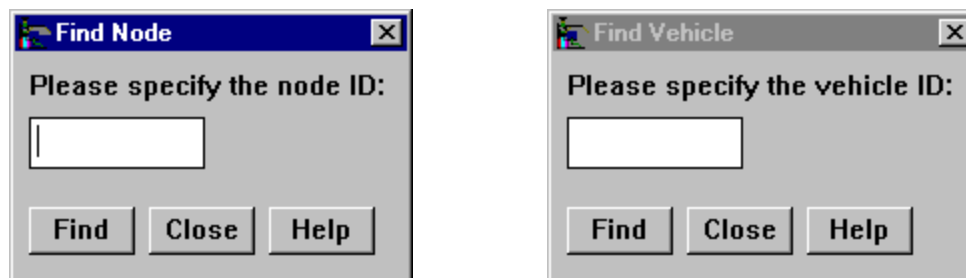 Find Node
Please specify the node ID:
Find Close Help
Find Vehicle
Please specify the vehicle ID:
Find Close Help